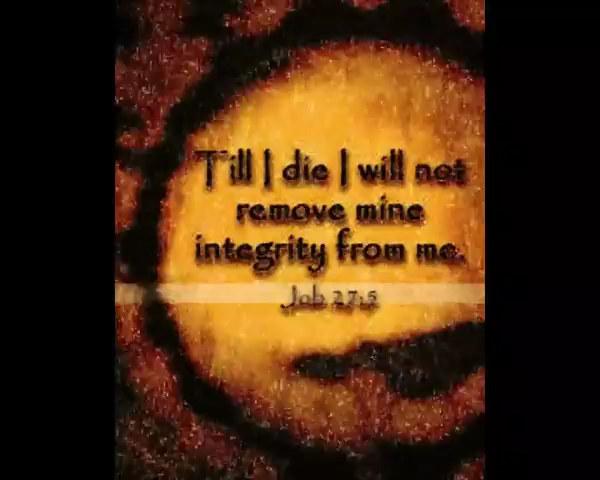 Till I die I will not
remove mine
integrity from me.
Job 27:5